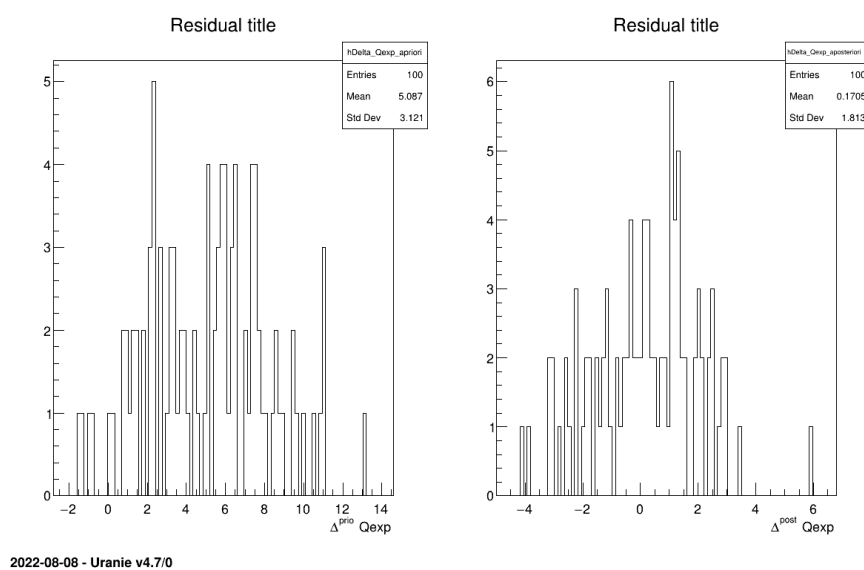 Residual title
hDelta_Qexp_apriori
Entries 100
Mean 5.087
Std Dev 3.121
5
4
3
2
1
0
−2 0 2 4 6 8 10 12 14
Δprio Qexp
Residual title
hDelta_Qexp_aposteriori
Entries 100
Mean 0.1705
Std Dev 1.813
6
5
4
3
2
1
0
−4 −2 0 2 4 6
Δpost Qexp
2022-08-08 - Uranie v4.7/0